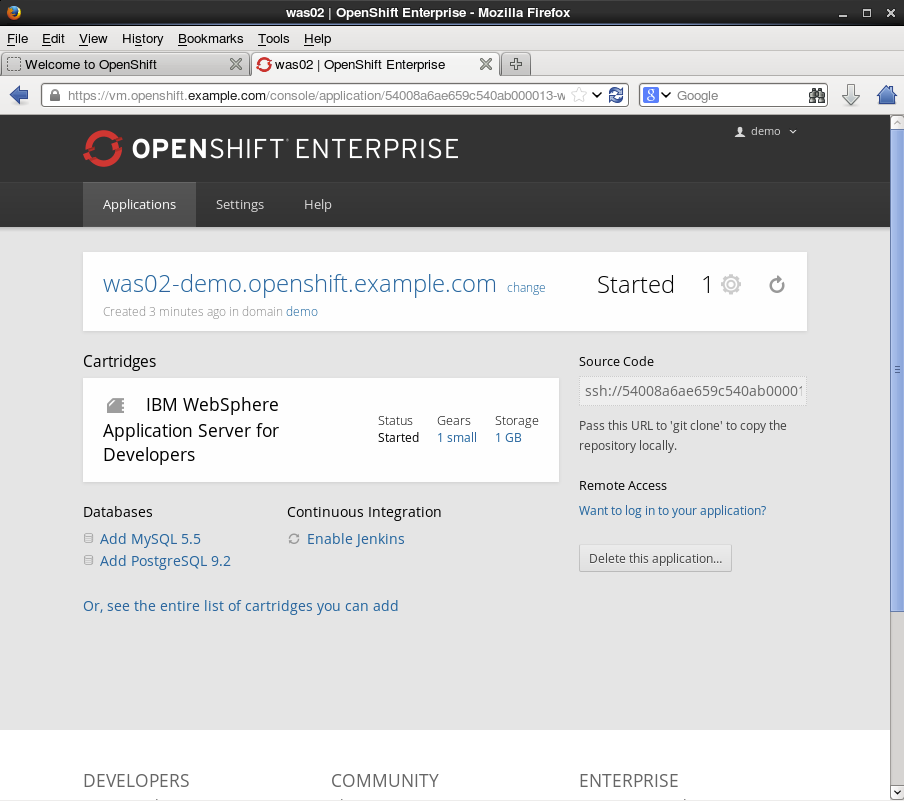 was02 | OpenShift Enterprise - Mozilla Firefox
File Edit View History Bookmarks Tools Help
Welcome to OpenShift
was02 | OpenShift Enterprise
https://vm.openshift.example.com/console/application/54008a6ae659c540ab000013-w
8 Google
demo
OPENSHIFT ENTERPRISE
Applications Settings Help
was02-demo.openshift.example.com change
Started 1
Created 3 minutes ago in domain demo
Cartridges
IBM WebSphere
Application Server for
Developers
Status Gears Storage
Started 1 small 1 GB
Databases
Add MySQL 5.5
Add PostgreSQL 9.2
Continuous Integration
Enable Jenkins
Or, see the entire list of cartridges you can add
Source Code
ssh://54008a6ae659c540ab00001
Pass this URL to 'git clone' to copy the
repository locally.
Remote Access
Want to log in to your application?
Delete this application...
DEVELOPERS COMMUNITY ENTERPRISE